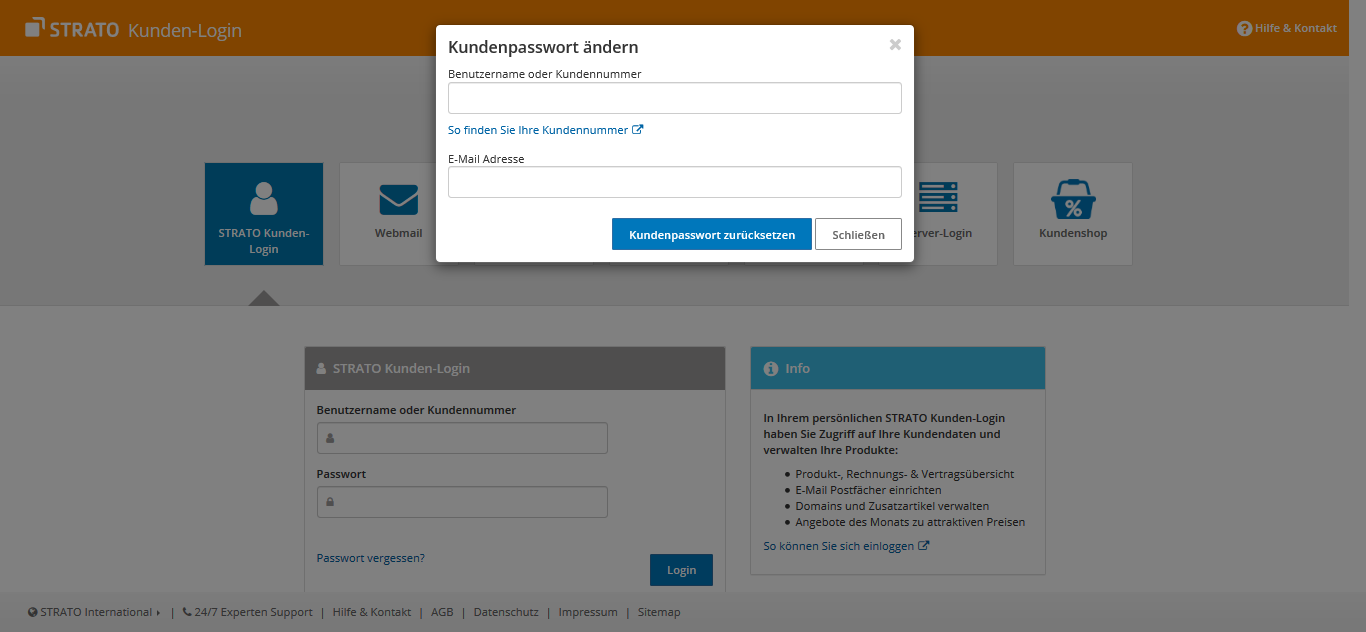 STRATO Kunden-Login
Hilfe & Kontakt
Kundenpasswort ändern
Benutzername oder Kundennummer
So finden Sie Ihre Kundennummer
E-Mail Adresse
Kundenpasswort zurücksetzen
Schließen
STRATO Kunden-
Login
Webmail
erver-Login
Kundenshop
STRATO Kunden-Login
Benutzername oder Kundennummer
Passwort
Passwort vergessen?
Login
Info
In Ihrem persönlichen STRATO Kunden-Login
haben Sie Zugriff auf Ihre Kundendaten und
verwalten Ihre Produkte:
Produkt-, Rechnungs- & Vertragsübersicht
E-Mail Postfächer einrichten
Domains und Zusatzartikel verwalten
Angebote des Monats zu attraktiven Preisen
So können Sie sich einloggen
STRATO International | 24/7 Experten Support | Hilfe & Kontakt | AGB | Datenschutz | Impressum | Sitemap